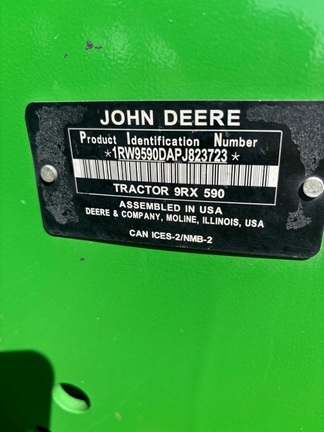 JOHN DEERE
Product Identification Number
*1RW9590DAPJ823723*
TRACTOR 9RX 590
ASSEMBLED IN USA
DEERE & COMPANY, MOLINE, ILLINOIS, USA
CAN ICES-2/NMB-2